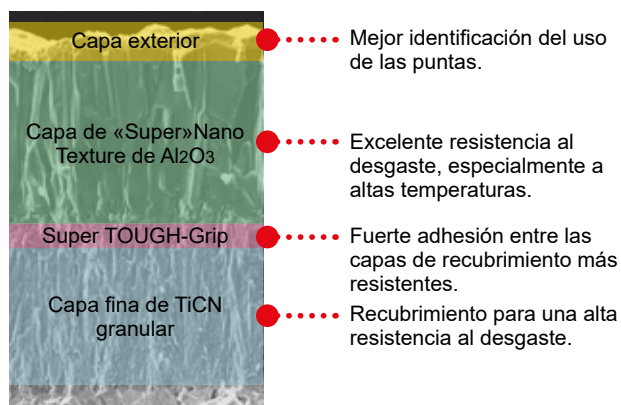 Capa exterior
Mejor identificación del uso
de las puntas.
Capa de «Super»Nano
Texture de Al2O3
Excelente resistencia al
desgaste, especialmente a
altas temperaturas.
Super TOUGH-Grip
Fuerte adhesión entre las
capas de recubrimiento más
resistentes.
Capa fina de TiCN
granular
Recubrimiento para una alta
resistencia al desgaste.